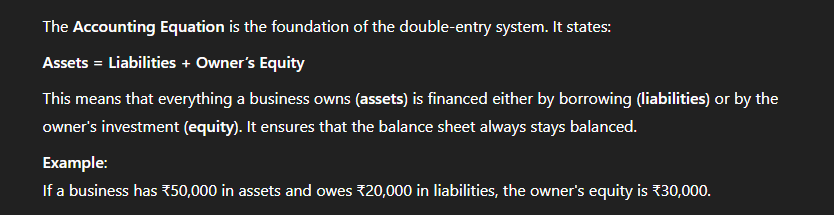 The Accounting Equation is the foundation of the double-entry system. It states:
Assets = Liabilities + Owner’s Equity
This means that everything a business owns (assets) is financed either by borrowing (liabilities) or by the
owner's investment (equity). It ensures that the balance sheet always stays balanced.
Example:
If a business has ₹50,000 in assets and owes ₹20,000 in liabilities, the owner's equity is ₹30,000.